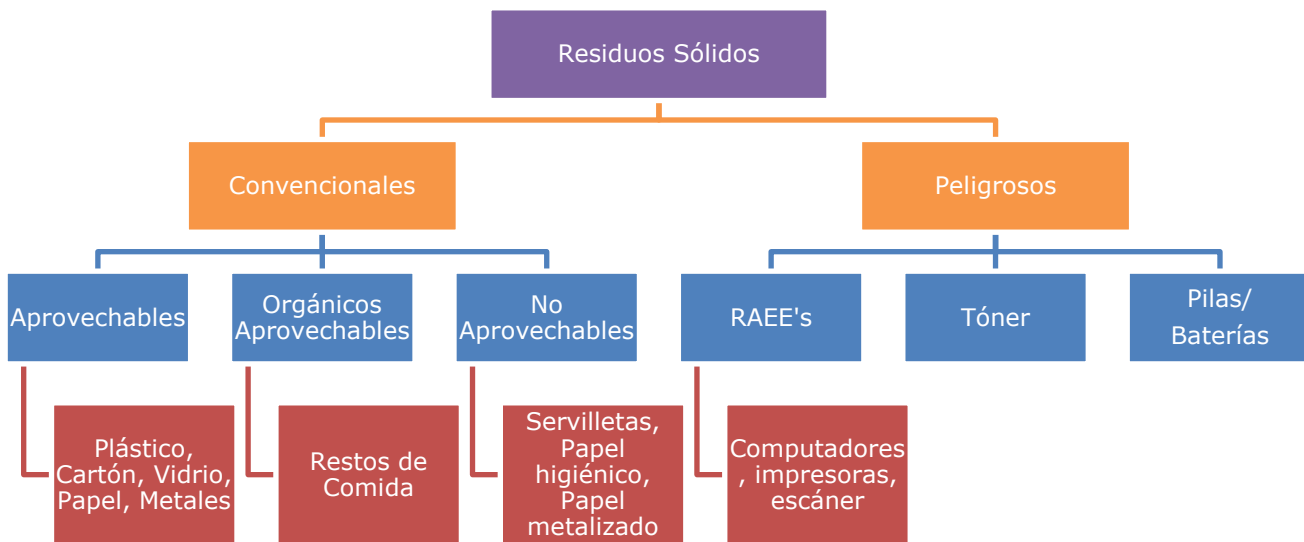 Residuos Sólidos
Convencionales
Peligrosos
Aprovechables
Orgánicos
Aprovechables
No
Aprovechables
RAEE's
Tóner
Pilas/
Baterías
Plástico,
Cartón, Vidrio,
Papel, Metales
Restos de
Comida
Servilletas,
Papel
higiénico,
Papel
metalizado
Computadores
, impresoras,
escáner